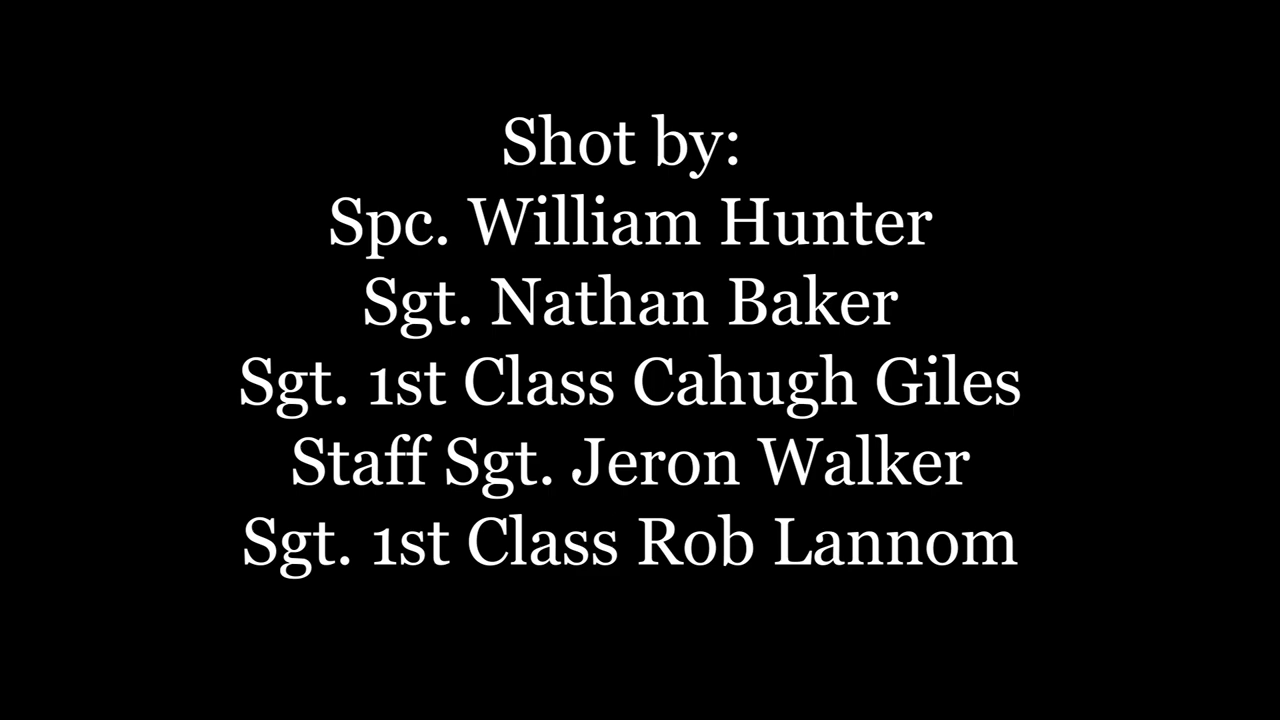 Shot by:
Spc. William Hunter
Sgt. Nathan Baker
Sgt. 1st Class Cahugh Giles
Staff Sgt. Jeron Walker
Sgt. 1st Class Rob Lannom